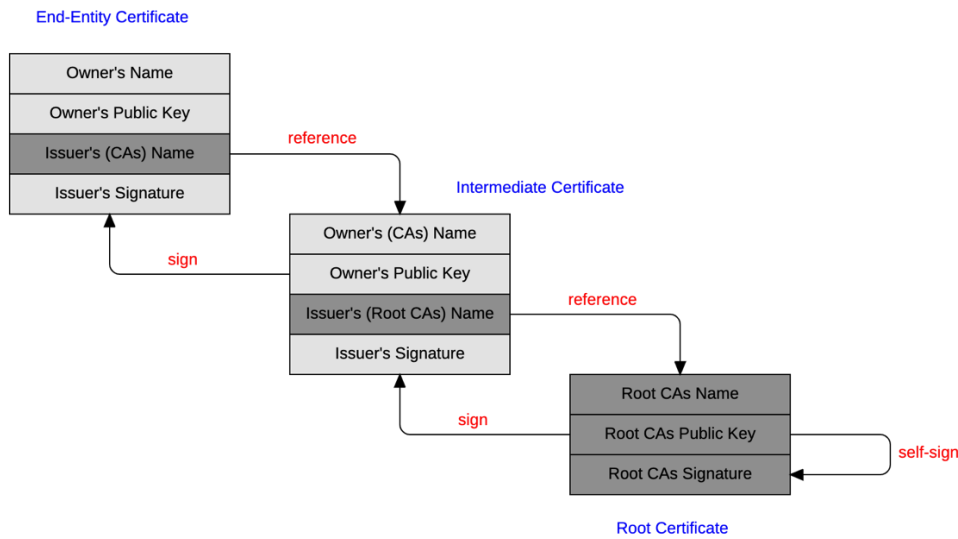 End-Entity Certificate
Owner's Name
Owner's Public Key
Issuer's (CAs) Name
Issuer's Signature
reference
sign
Intermediate Certificate
Owner's (CAs) Name
Owner's Public Key
Issuer's (Root CAs) Name
Issuer's Signature
reference
sign
Root CAs Name
Root CAs Public Key
Root CAs Signature
self-sign
Root Certificate